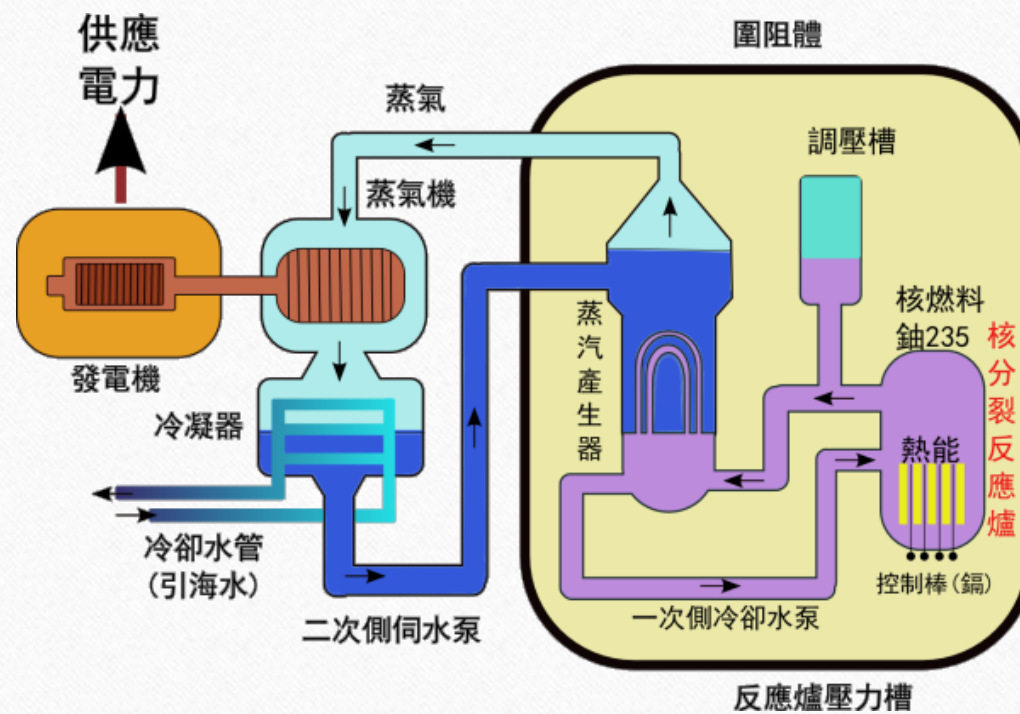 供應
電力
圍阻體
蒸氣
調壓槽
蒸氣機
核燃料
鈾235
核分裂反應爐
蒸汽產生器
發電機
冷凝器
熱能
冷卻水管
(引海水)
控制棒(鎘)
二次側伺水泵
一次側冷卻水泵
反應爐壓力槽